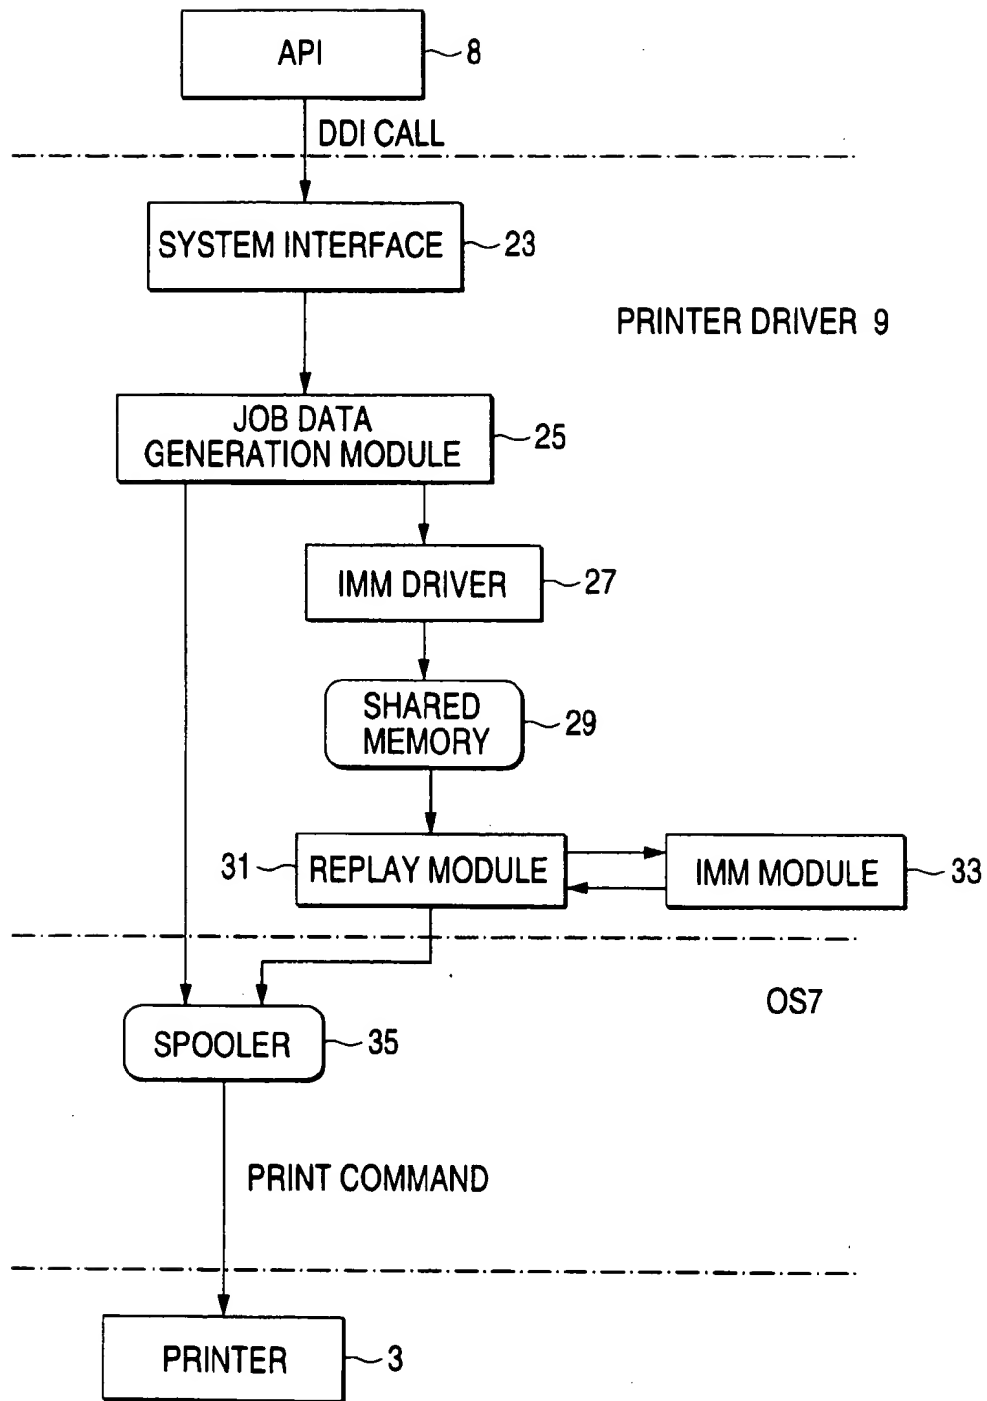 API
8
DDI CALL
SYSTEM INTERFACE
23
PRINTER DRIVER 9
JOB DATA
GENERATION MODULE
25
IMM DRIVER
27
SHARED
MEMORY
29
31
REPLAY MODULE
IMM MODULE
33
OS7
SPOOLER
35
PRINT COMMAND
PRINTER
3